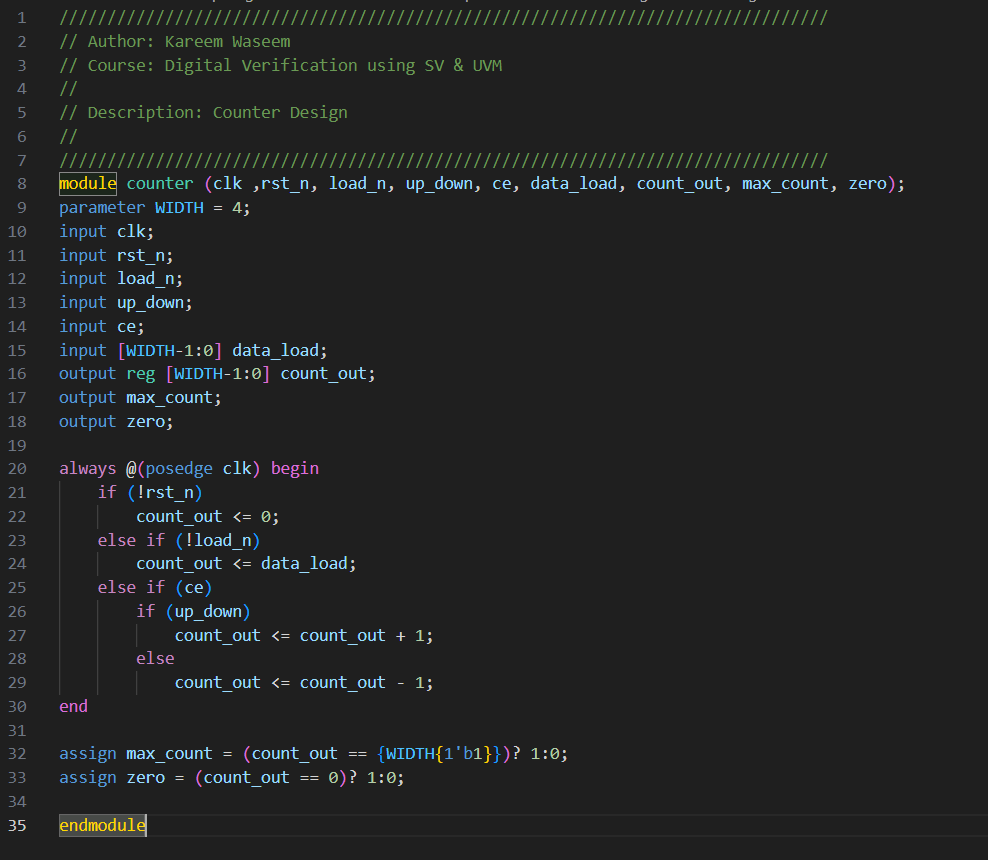 1 ////////////////////////////////////////////////////////////////////////////////
2 // Author: Kareem Waseem
3 // Course: Digital Verification using SV & UVM
4 //
5 // Description: Counter Design
6 //
7 ////////////////////////////////////////////////////////////////////////////////
8 module counter (clk ,rst_n, load_n, up_down, ce, data_load, count_out, max_count, zero);
9 parameter WIDTH = 4;
10 input clk;
11 input rst_n;
12 input load_n;
13 input up_down;
14 input ce;
15 input [WIDTH-1:0] data_load;
16 output reg [WIDTH-1:0] count_out;
17 output max_count;
18 output zero;
19
20 always @(posedge clk) begin
21     if (!rst_n)
22         count_out <= 0;
23     else if (!load_n)
24         count_out <= data_load;
25     else if (ce)
26         if (up_down)
27             count_out <= count_out + 1;
28         else
29             count_out <= count_out - 1;
30 end
31
32 assign max_count = (count_out == {WIDTH{1'b1}})? 1:0;
33 assign zero = (count_out == 0)? 1:0;
34
35 endmodule